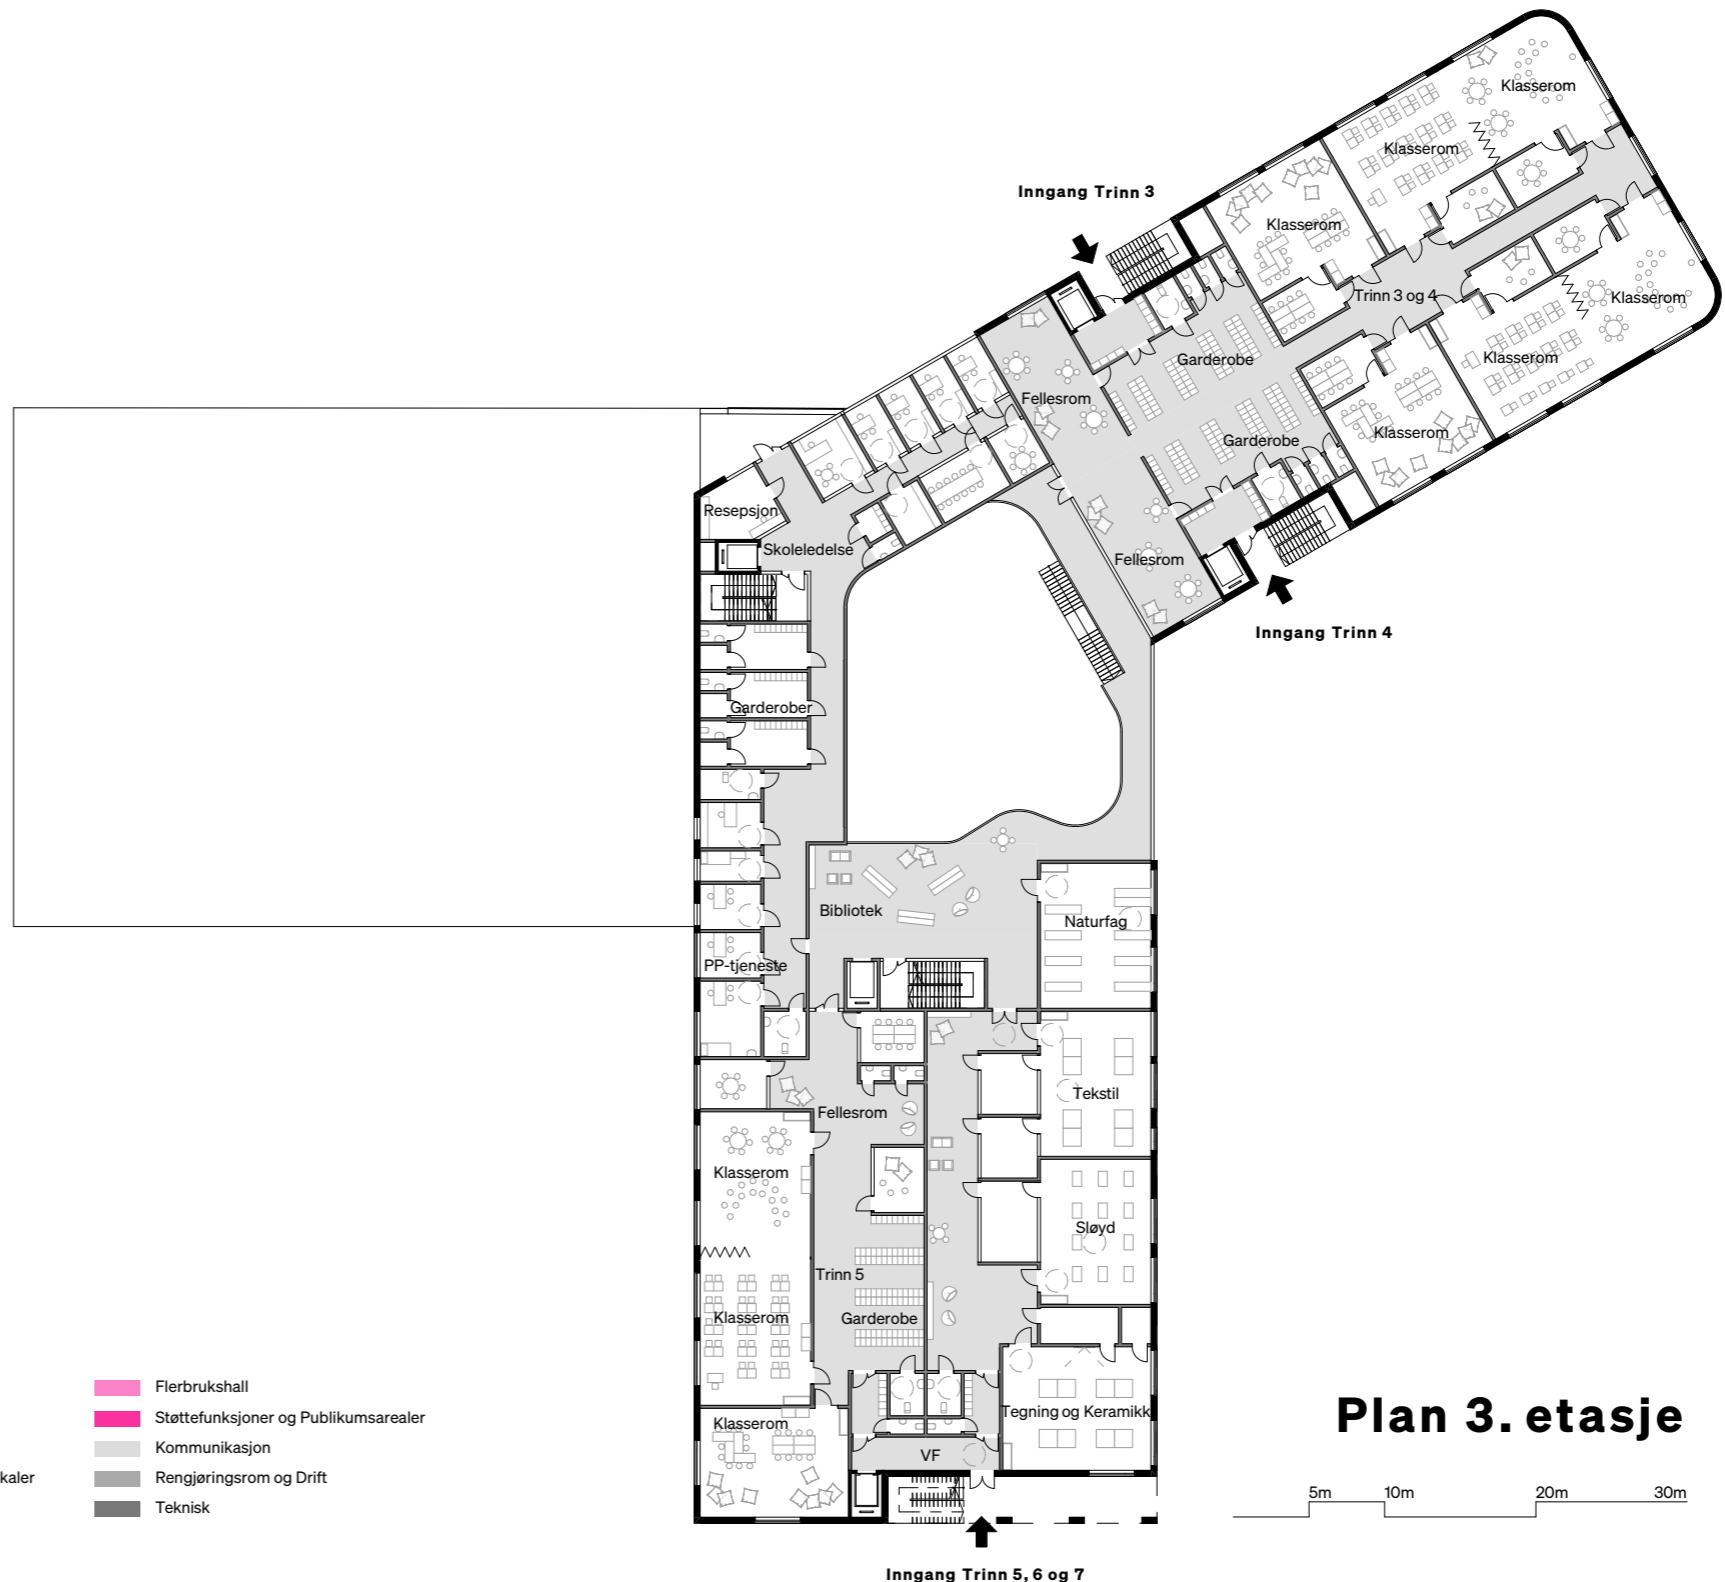 Klasserom
Klasserom
Inngang Trinn 3
Klasserom
Trinn 3 og 4
Klasserom
Garderobe
Klasserom
Fellesrom
Klasserom
Garderobe
Resepsjon
Skoleledelse
Fellesrom
Inngang Trinn 4
Garderober
Bibliotek
Naturfag
PP-tjeneste
Tekstil
Fellesrom
Klasserom
Sløyd
Trinn 5
Klasserom
Garderobe
Klasserom
Tegning og Keramikk
VF
Inngang Trinn 5, 6 og 7
Flerbrukshall
Støttefunksjoner og Publikumsarealer
Kommunikasjon
kaler
Rengjøringsrom og Drift
Teknisk
Plan 3. etasje
5m 10m 20m 30m